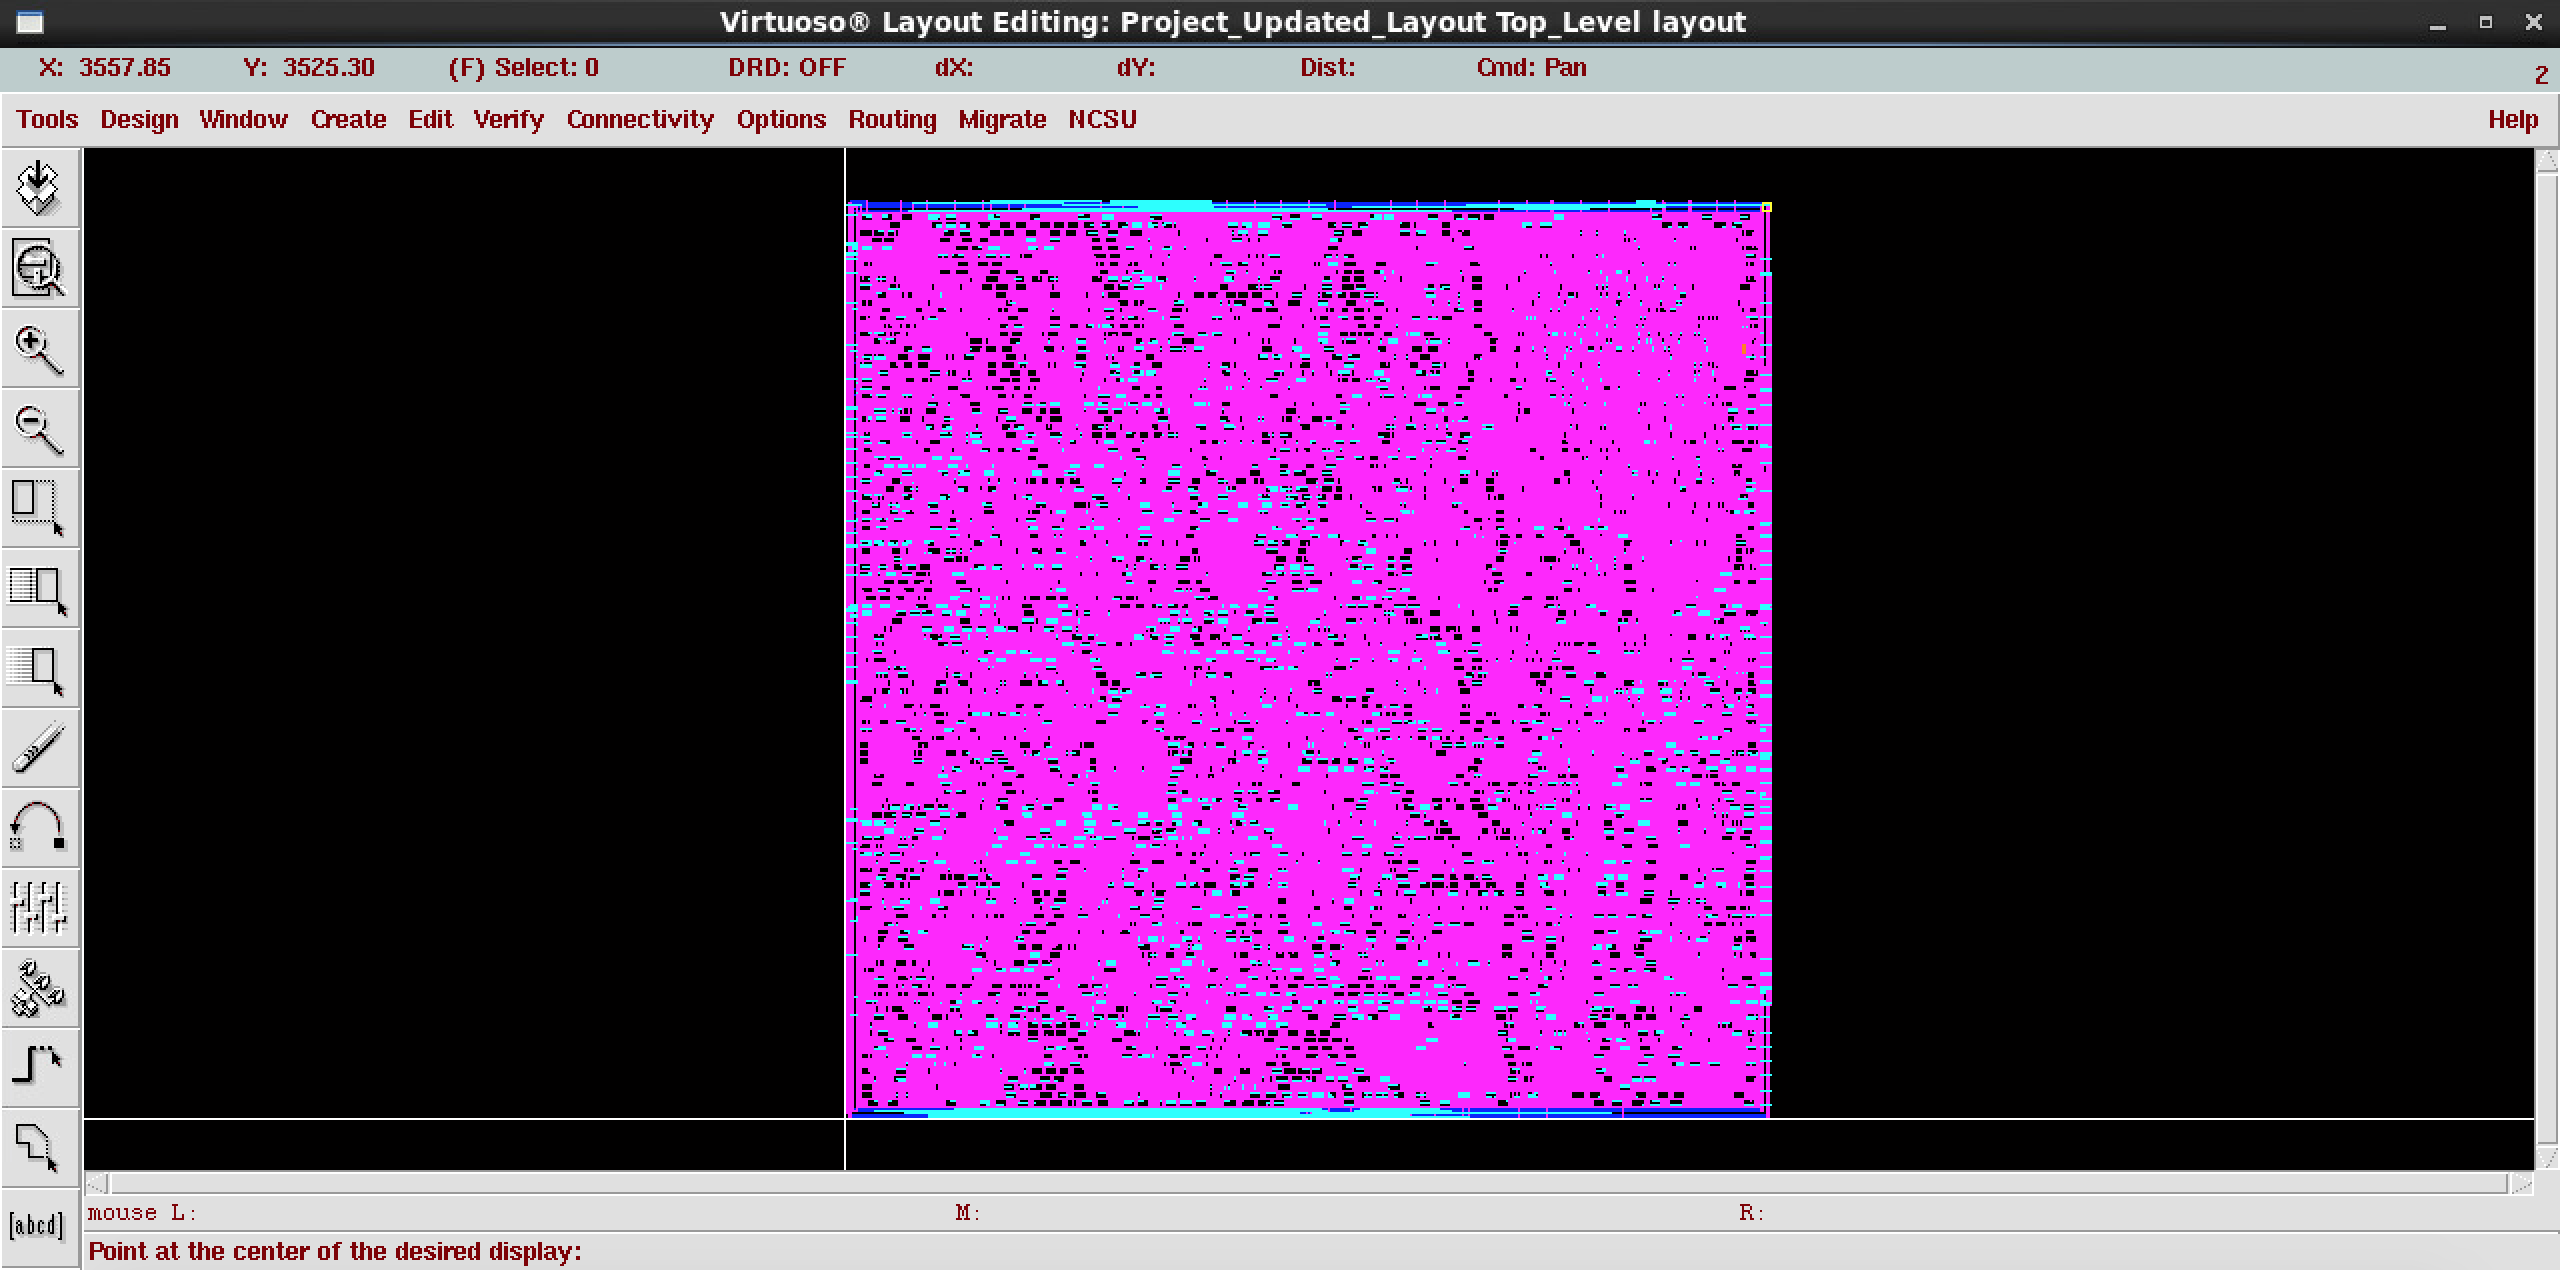 Virtuoso® Layout Editing: Project_Updated_Layout Top_Level layout
X: 3557.85 Y: 3525.30 (F) Select: 0 DRD: OFF dX: dY: Dist: Cmd: Pan 2
Tools Design Window Create Edit Verify Connectivity Options Routing Migrate NCSU Help
[abcd]
mouse L: M: R:
Point at the center of the desired display: